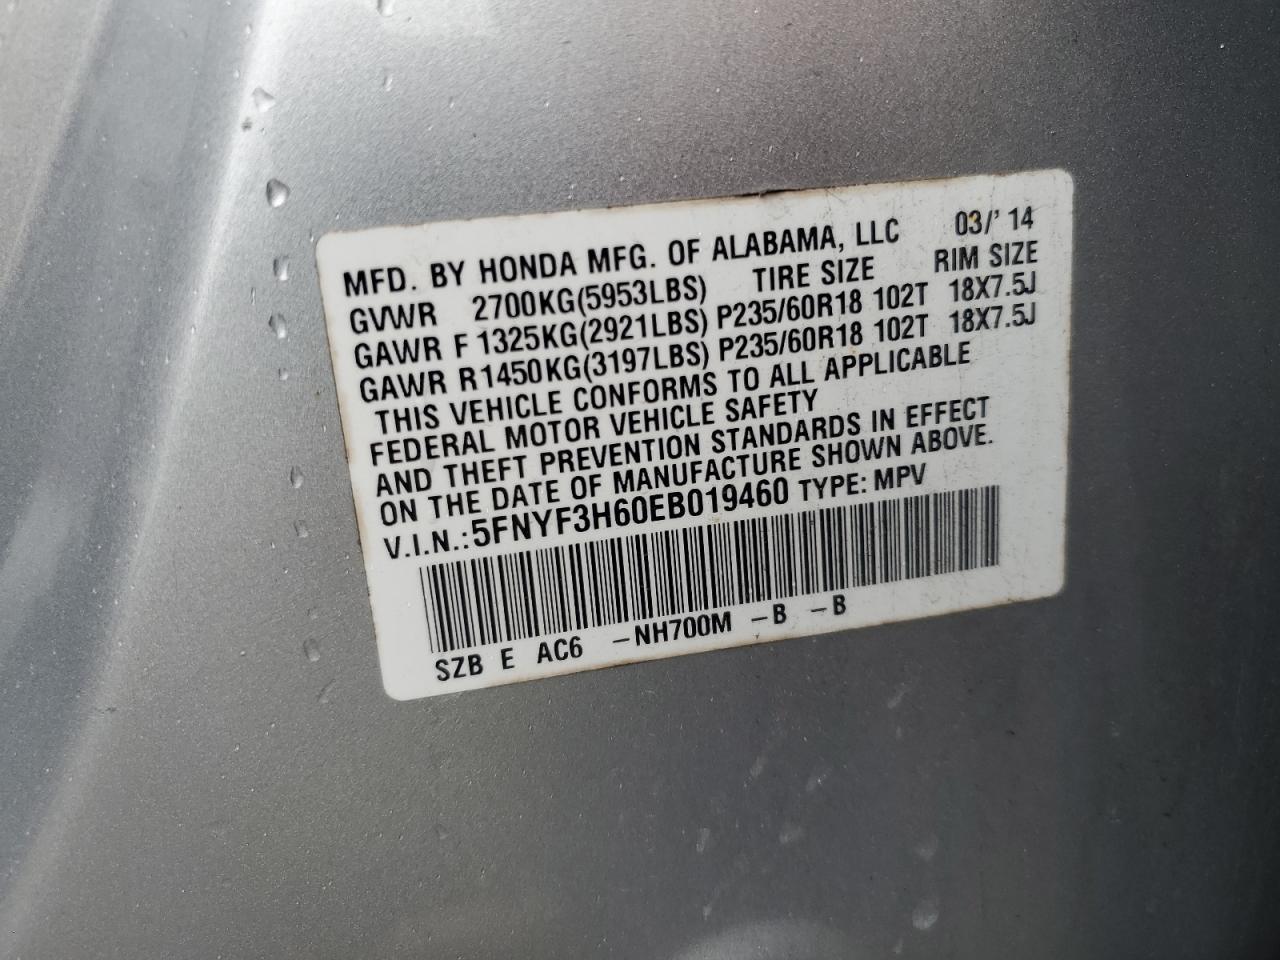 MFD. BY HONDA MFG. OF ALABAMA, LLC 03/' 14
GVWR 2700KG(5953LBS) TIRE SIZE RIM SIZE
GAWR F 1325KG(2921LBS) P235/60R18 102T 18X7.5J
GAWR R1450KG(3197LBS) P235/60R18 102T 18X7.5J
THIS VEHICLE CONFORMS TO ALL APPLICABLE
FEDERAL MOTOR VEHICLE SAFETY
AND THEFT PREVENTION STANDARDS IN EFFECT
ON THE DATE OF MANUFACTURE SHOWN ABOVE.
V.I.N.:5FNYF3H60EB019460 TYPE: MPV
SZB E AC6 -NH700M -B -B